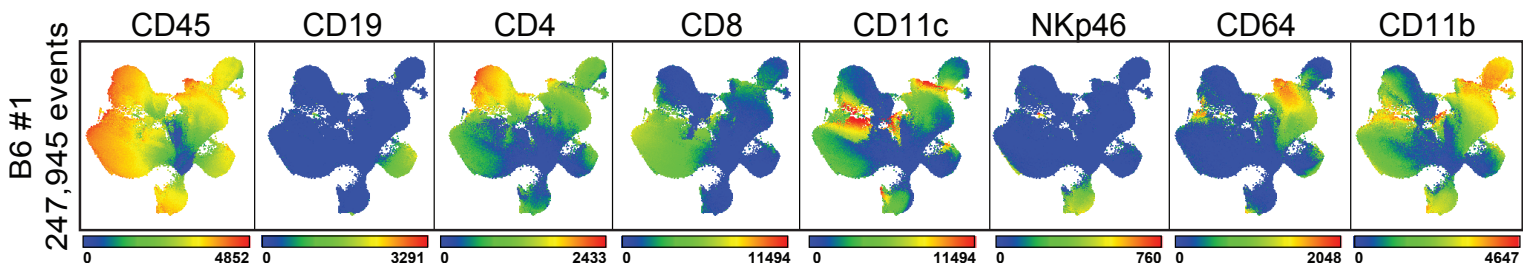 CD45 CD19 CD4 CD8 CD11c NKp46 CD64 CD11b
B6 #1
247,945 events
0 4852 0 3291 0 2433 0 11494 0 11494 0 760 0 2048 0 4647